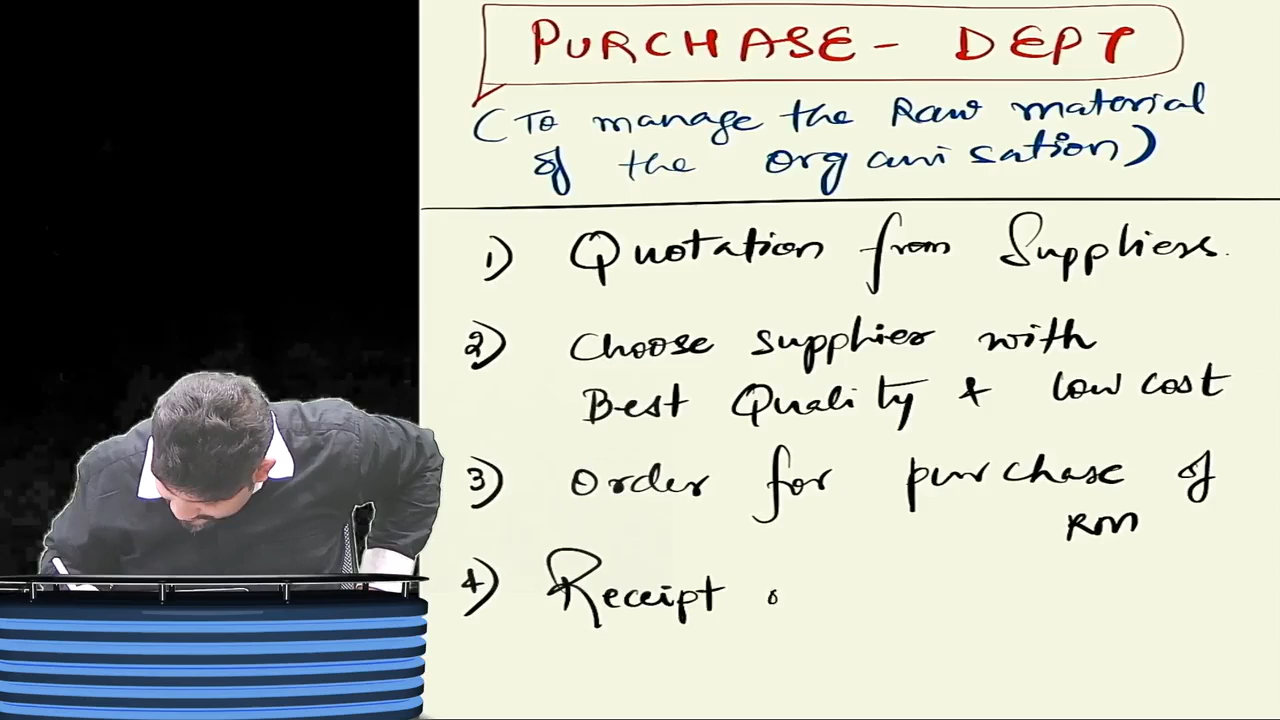 PURCHASE - DEPT
(To manage the Raw material
of the organisation)
1) Quotation from Suppliers.
2) Choose supplier with
Best Quality & low cost
3) Order for purchase of
RM
4) Receipt o